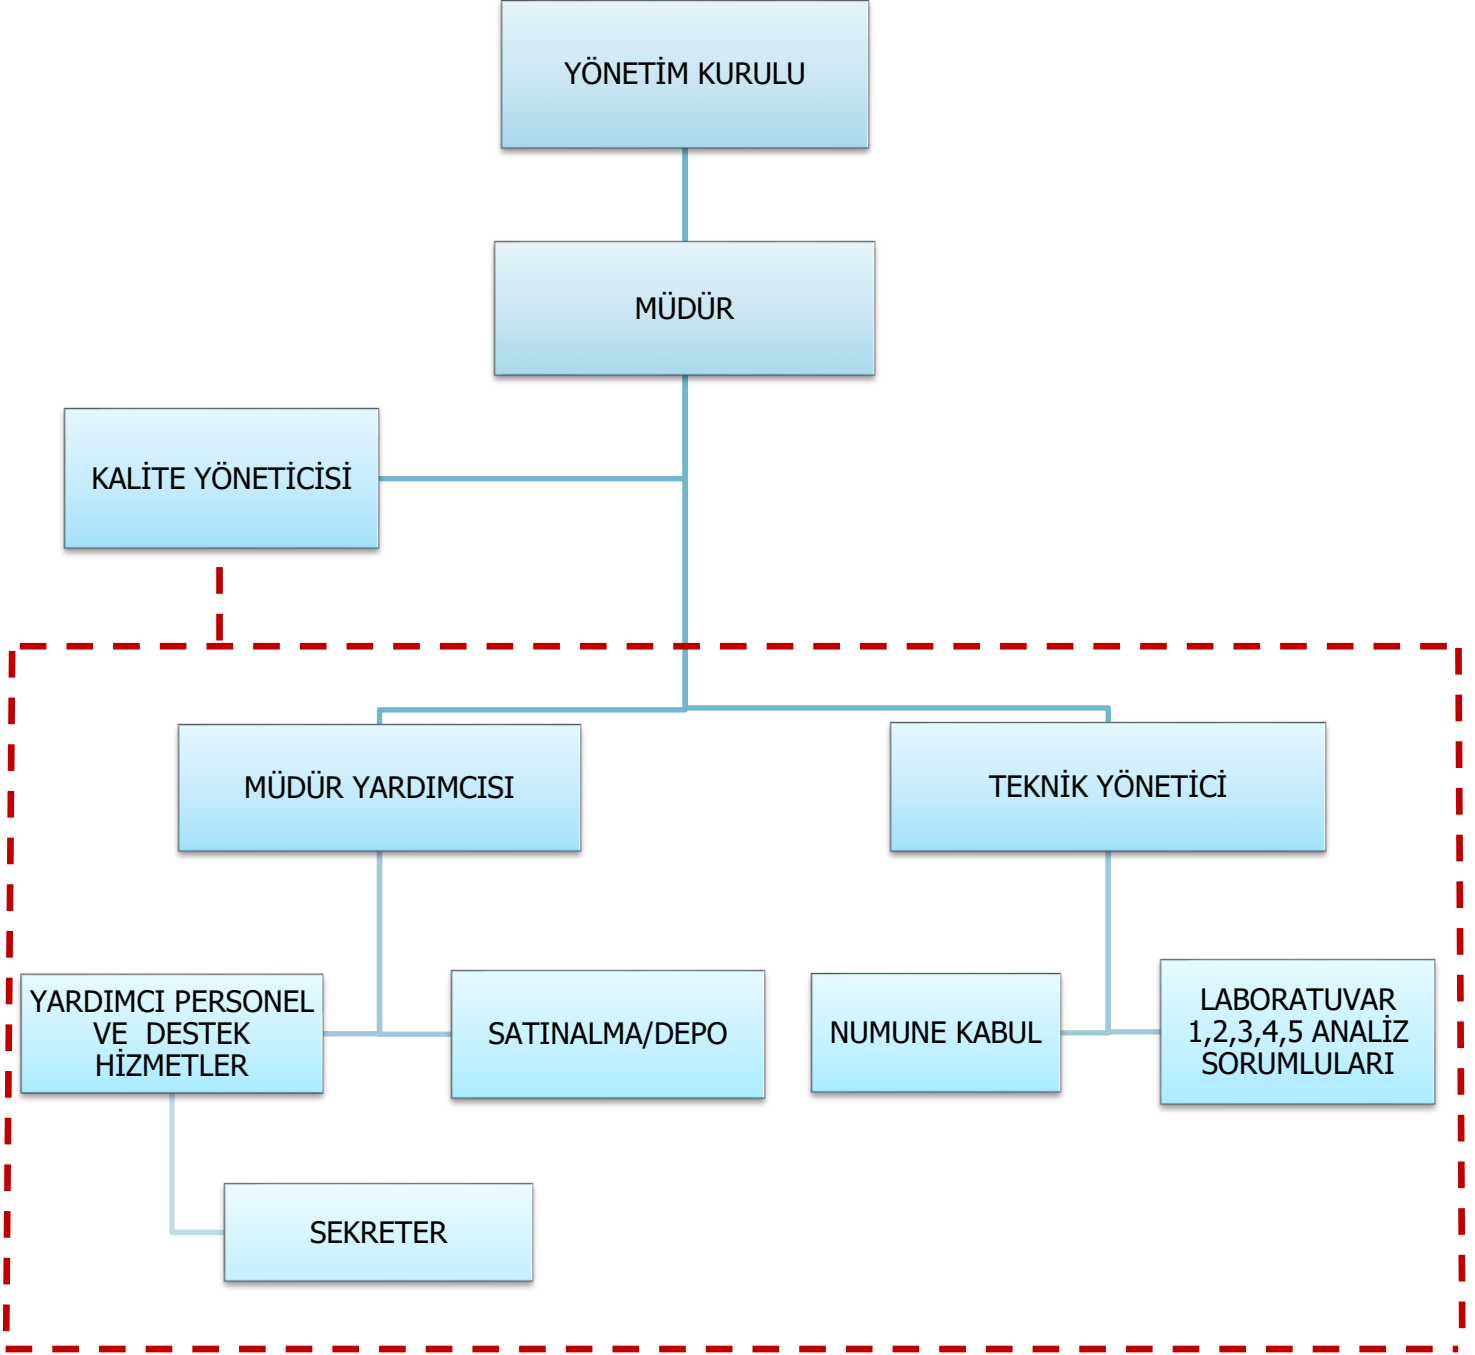 YÖNETİM KURULU
MÜDÜR
KALİTE YÖNETİCİSİ
MÜDÜR YARDIMCISI
TEKNİK YÖNETİCİ
YARDIMCI PERSONEL
VE DESTEK
HİZMETLER
SATINALMA/DEPO
NUMUNE KABUL
LABORATUVAR
1,2,3,4,5 ANALİZ
SORUMLULARI
SEKRETER